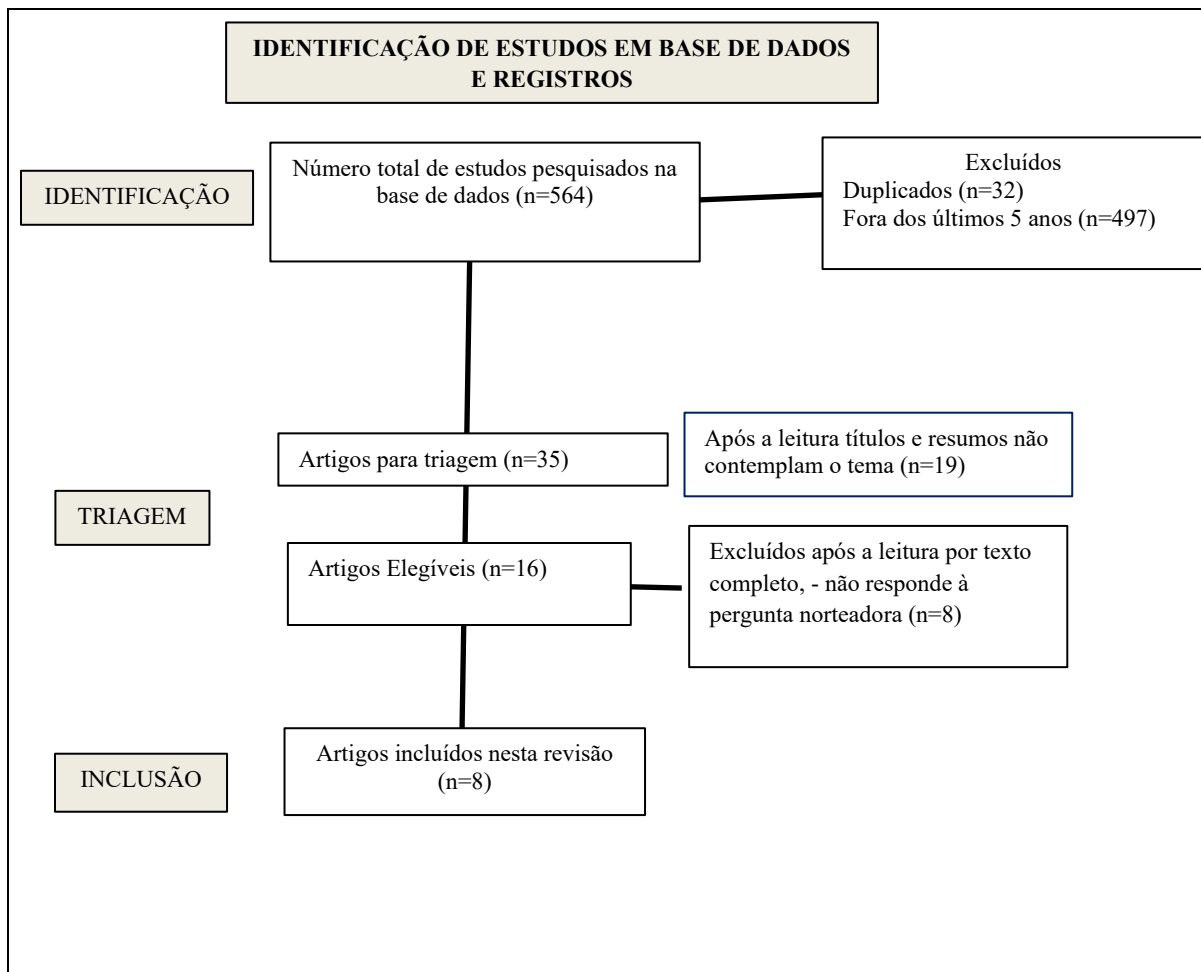 IDENTIFICAÇÃO DE ESTUDOS EM BASE DE DADOS
E REGISTROS
IDENTIFICAÇÃO
Número total de estudos pesquisados na
base de dados (n=564)
Excluídos
Duplicados (n=32)
Fora dos últimos 5 anos (n=497)
Artigos para triagem (n=35)
Após a leitura títulos e resumos não
contemplam o tema (n=19)
TRIAGEM
Artigos Elegíveis (n=16)
Excluídos após a leitura por texto
completo, - não responde à
pergunta norteadora (n=8)
INCLUSÃO
Artigos incluídos nesta revisão
(n=8)